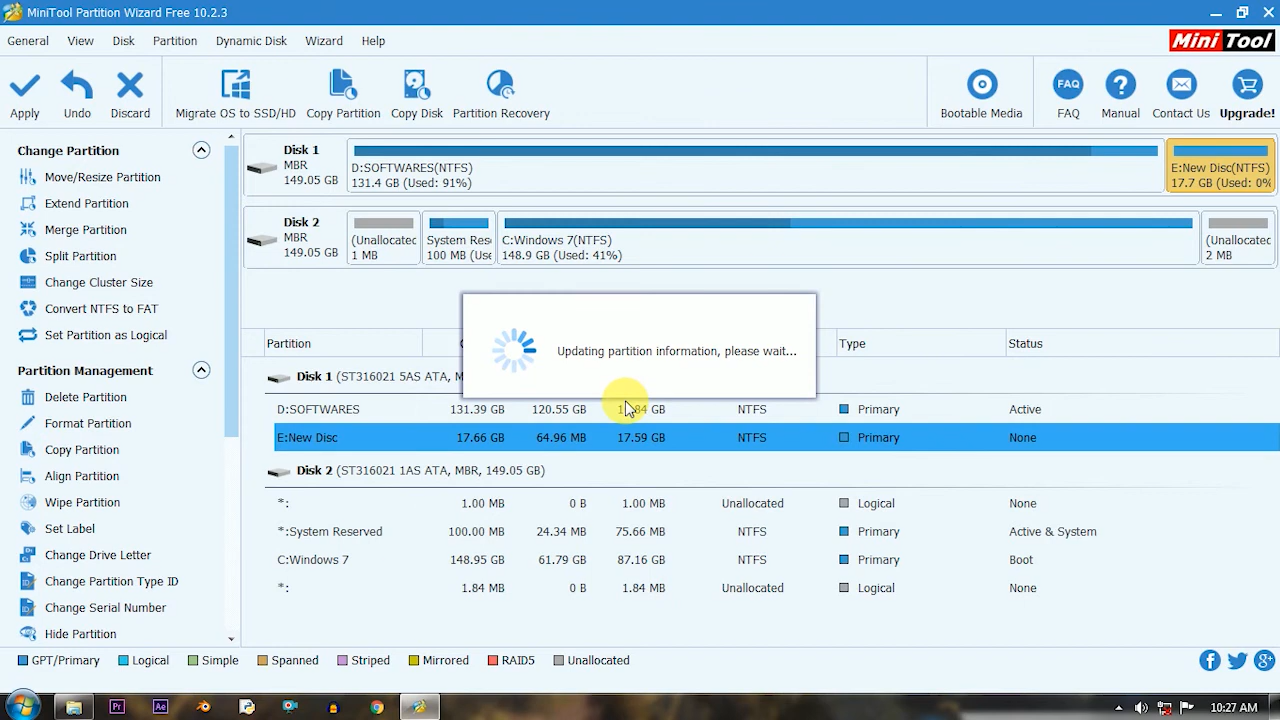 MiniTool Partition Wizard Free 10.2.3
General View Disk Partition Dynamic Disk Wizard Help
Mini Tool
Apply Undo Discard Migrate OS to SSD/HD Copy Partition Copy Disk Partition Recovery Bootable Media FAQ Manual Contact Us Upgrade!
FAQ
Change Partition
Move/Resize Partition
Extend Partition
Merge Partition
Split Partition
Change Cluster Size
Convert NTFS to FAT
Set Partition as Logical
Partition Management
Delete Partition
Format Partition
Copy Partition
Align Partition
Wipe Partition
Set Label
Change Drive Letter
Change Partition Type ID
Change Serial Number
Hide Partition
Disk 1
MBR
149.05 GB
D:SOFTWARES(NTFS)
131.4 GB (Used: 91%)
E:New Disc(NTFS)
17.7 GB (Used: 0%
Disk 2
MBR
149.05 GB
(Unallocatec
1 MB
System Rese
100 MB (Use
C:Windows 7(NTFS)
148.9 GB (Used: 41%)
(Unallocatec
2 MB
Updating partition information, please wait...
Partition Type Status
Disk 1 (ST316021 5AS ATA, M
D:SOFTWARES 131.39 GB 120.55 GB GB NTFS Primary Active
E:New Disc 17.66 GB 64.96 MB 17.59 GB NTFS Primary None
Disk 2 (ST316021 1AS ATA, MBR, 149.05 GB)
*: 1.00 MB 0 B 1.00 MB Unallocated Logical None
*:System Reserved 100.00 MB 24.34 MB 75.66 MB NTFS Primary Active & System
C:Windows 7 148.95 GB 61.79 GB 87.16 GB NTFS Primary Boot
*: 1.84 MB 0 B 1.84 MB Unallocated Logical None
GPT/Primary Logical Simple Spanned Striped Mirrored RAID5 Unallocated
Pr Ae 10:27 AM